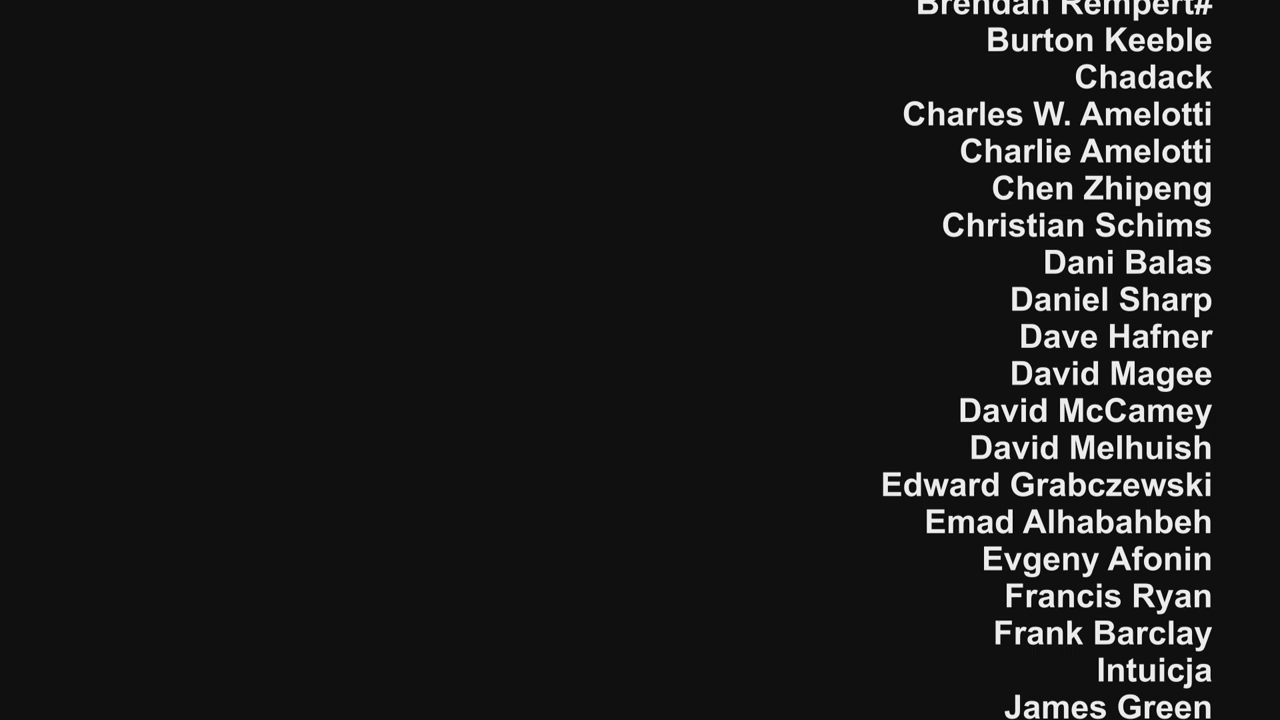 Brendan Rempert#
Burton Keeble
Chadack
Charles W. Amelotti
Charlie Amelotti
Chen Zhipeng
Christian Schims
Dani Balas
Daniel Sharp
Dave Hafner
David Magee
David McCamey
David Melhuish
Edward Grabczewski
Emad Alhabahbeh
Evgeny Afonin
Francis Ryan
Frank Barclay
Intuicja
James Green